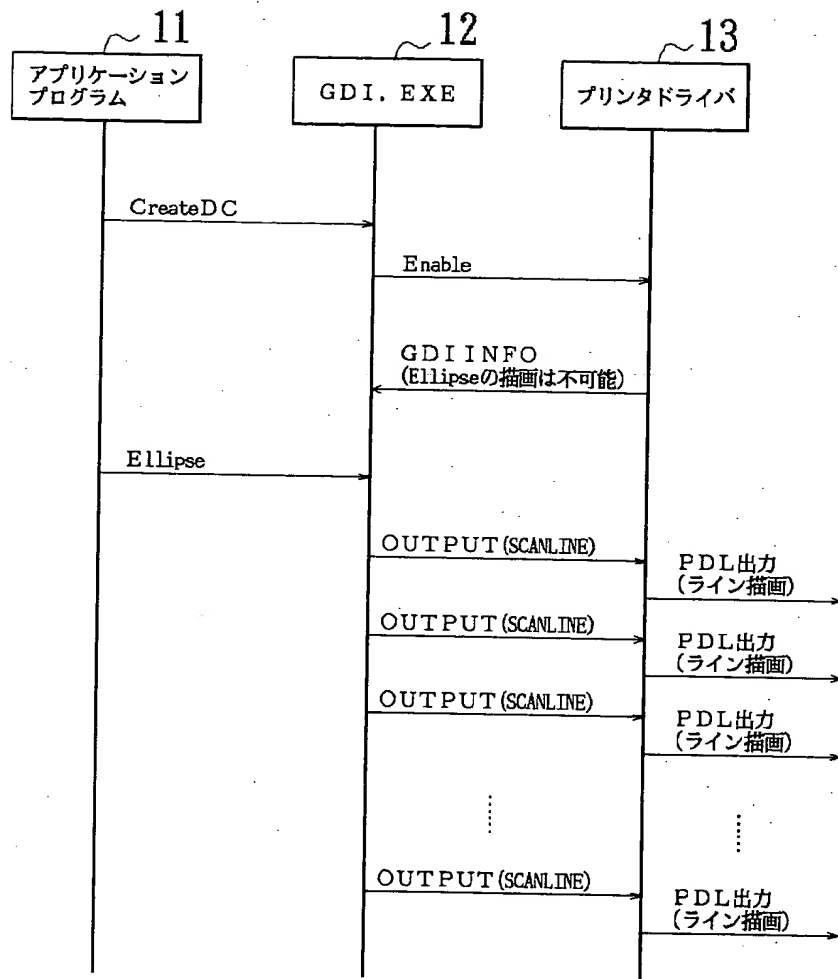 11
アプリケーション
プログラム
12
GDI.EXE
13
プリンタドライバ
CreateDC
Enable
GDIINFO
(Ellipseの描画は不可能)
Ellipse
OUTPUT(SCANLINE)
PDL出力
(ライン描画)
OUTPUT(SCANLINE)
PDL出力
(ライン描画)
OUTPUT(SCANLINE)
PDL出力
(ライン描画)
OUTPUT(SCANLINE)
PDL出力
(ライン描画)